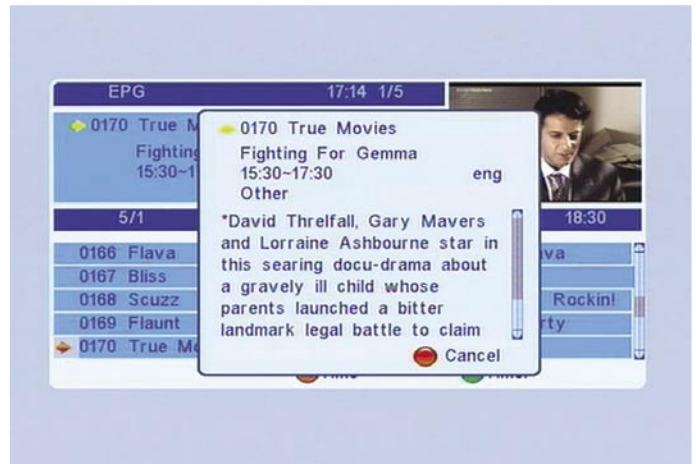 EPG 17:14 1/5
0170 True M
Fighting
15:30~1
0170 True Movies
Fighting For Gemma
15:30~17:30 eng
Other
"David Threlfall, Gary Mavers
and Lorraine Ashbourne star in
this searing docu-drama about
a gravely ill child whose
parents launched a bitter
landmark legal battle to claim
Cancel
5/1 18:30
0166 Flava va
0167 Bliss
0168 Scuzz Rockin!
0169 Flaunt rty
0170 True Mo